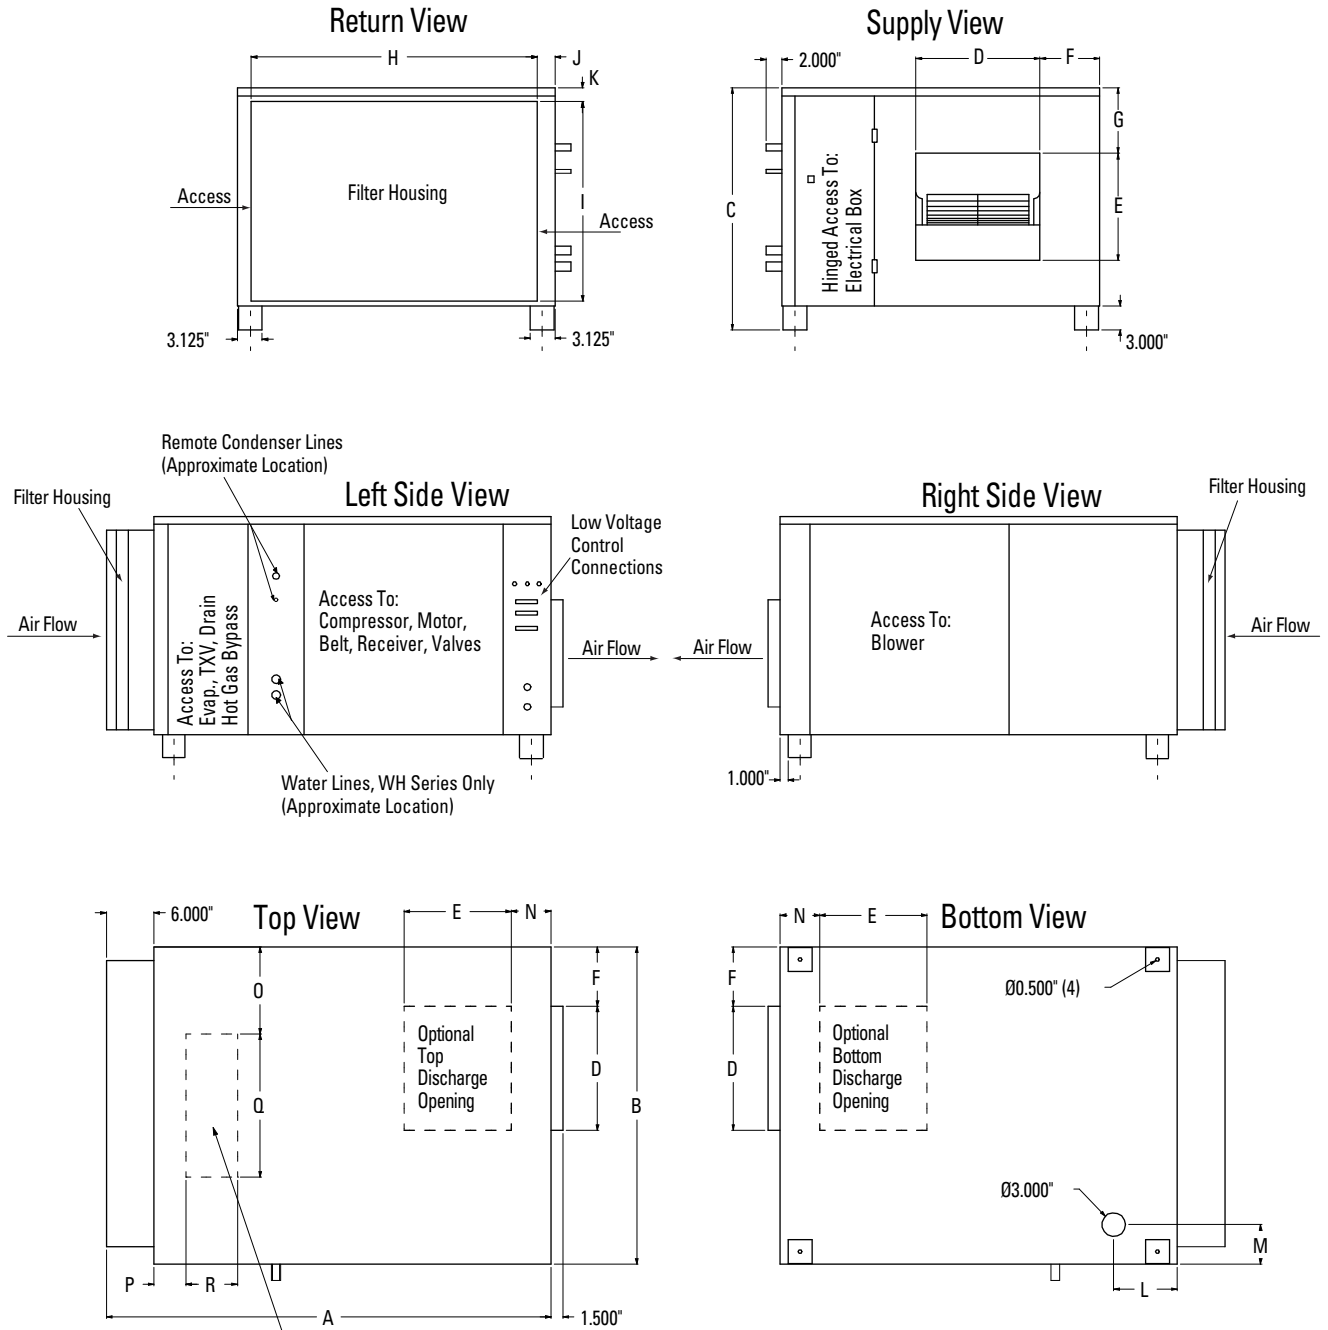 Return View
H
J
K
Access
Filter Housing
I
Access
3.125"
3.125"
Supply View
2.000"
D
F
G
C
Hinged Access To:
Electrical Box
E
3.000"
Remote Condenser Lines
(Approximate Location)
Filter Housing
Left Side View
Low Voltage
Control
Connections
Air Flow
Access To:
Evap., TXV, Drain
Hot Gas Bypass
Access To:
Compressor, Motor,
Belt, Receiver, Valves
Air Flow
Water Lines, WH Series Only
(Approximate Location)
Right Side View
Filter Housing
Air Flow
Access To:
Blower
Air Flow
1.000"
6.000"
Top View
E
N
O
F
Optional
Top
Discharge
Opening
D
Q
B
P
R
A
1.500"
N
E
Bottom View
F
Ø0.500" (4)
D
Optional
Bottom
Discharge
Opening
Ø3.000"
M
L